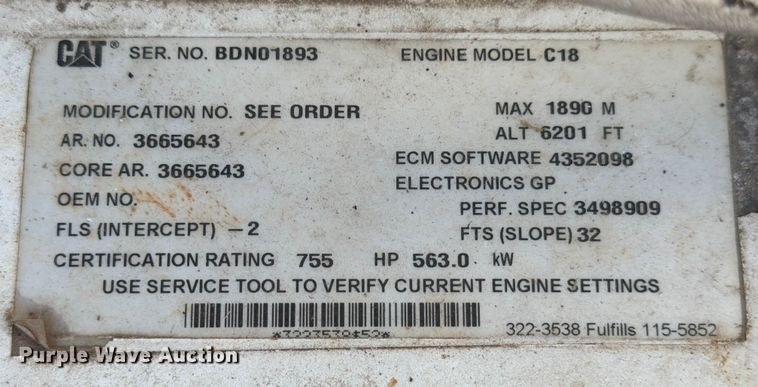 CAT® SER. NO. BDN01893 ENGINE MODEL C18
MODIFICATION NO. SEE ORDER MAX 1890 M
ALT 6201 FT
AR. NO. 3665643
ECM SOFTWARE 4352098
CORE AR. 3665643
ELECTRONICS GP
OEM NO.
PERF. SPEC 3498909
FLS (INTERCEPT) -2 FTS (SLOPE) 32
CERTIFICATION RATING 755 HP 563.0 kW
USE SERVICE TOOL TO VERIFY CURRENT ENGINE SETTINGS
322-3538 Fulfills 115-5852
Purple Wave Auction